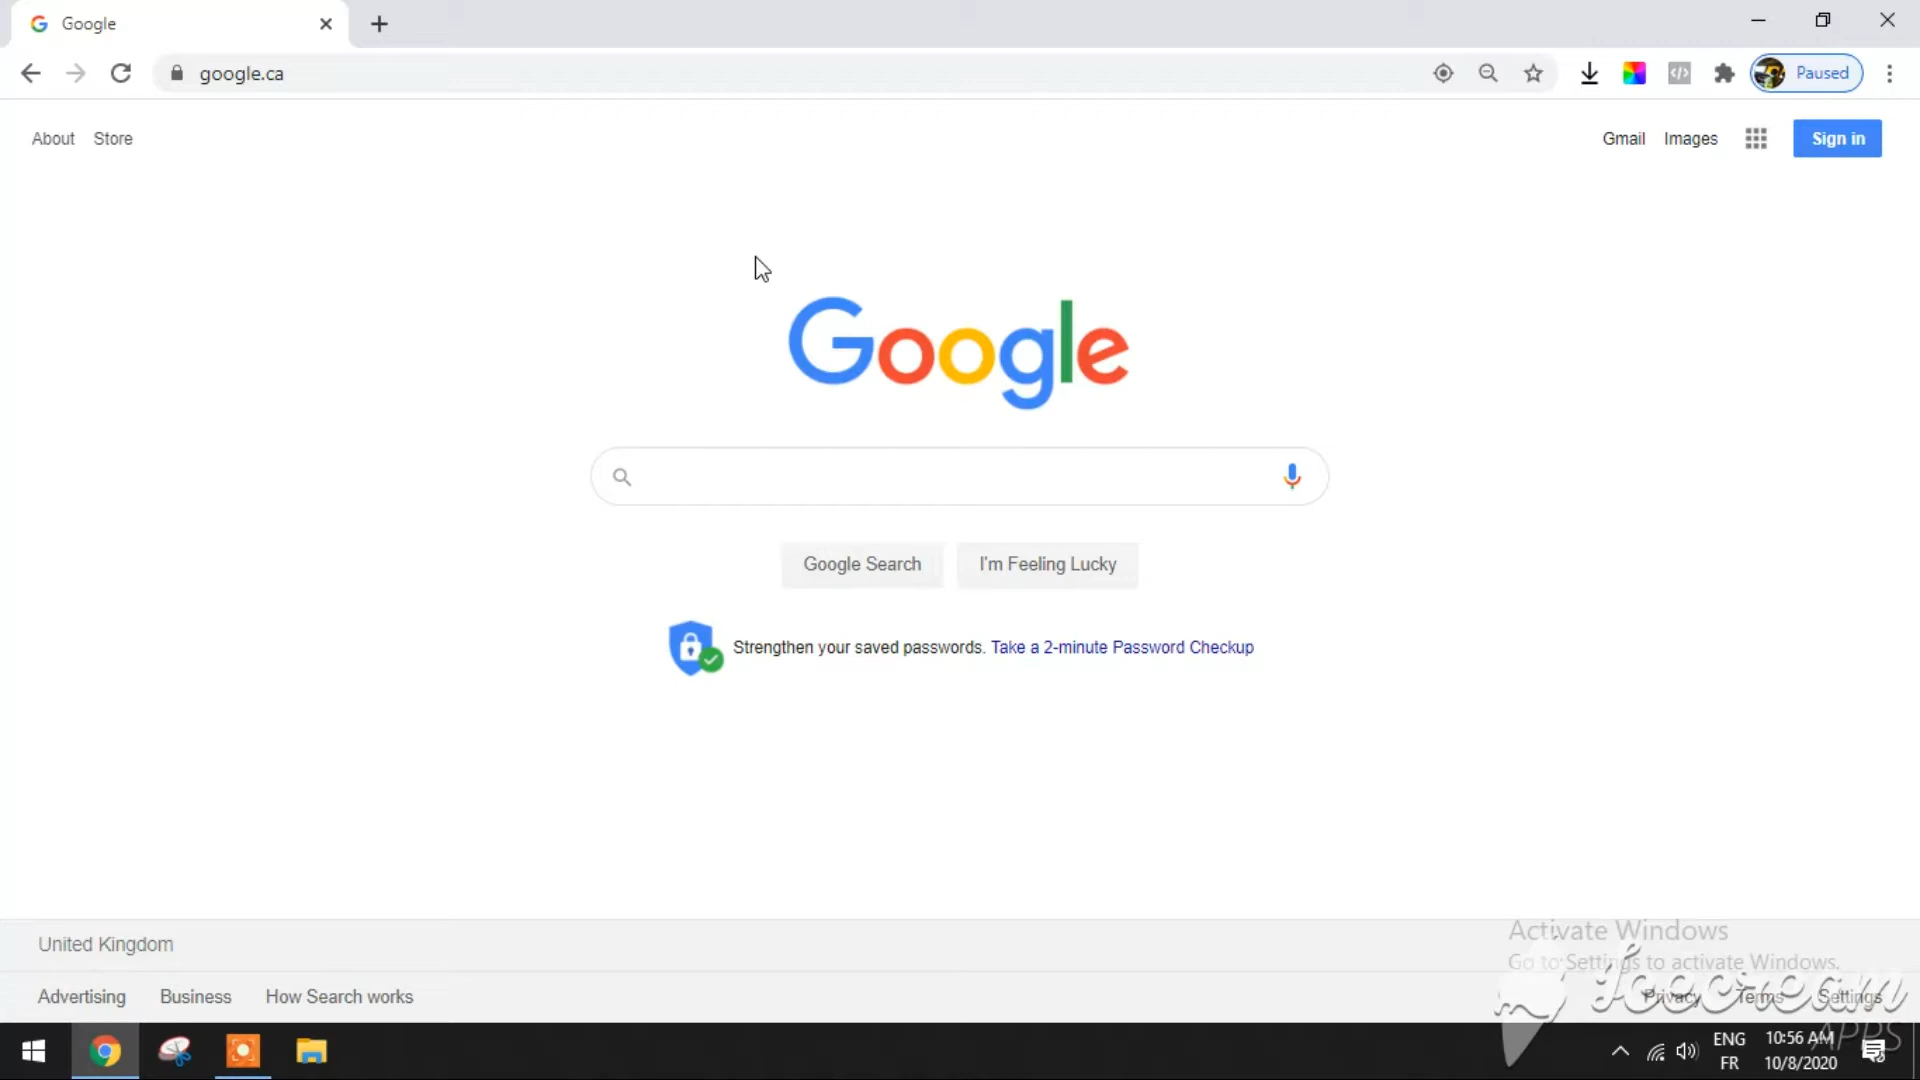 Google
google.ca
Paused
About Store
Gmail Images Sign in
Google
Google Search I'm Feeling Lucky
Strengthen your saved passwords. Take a 2-minute Password Checkup
United Kingdom
Activate Windows
Go to Settings to activate Windows.
Advertising Business How Search works
Privacy Terms Settings
Icecream
APPS
ENG 10:56 AM
FR 10/8/2020